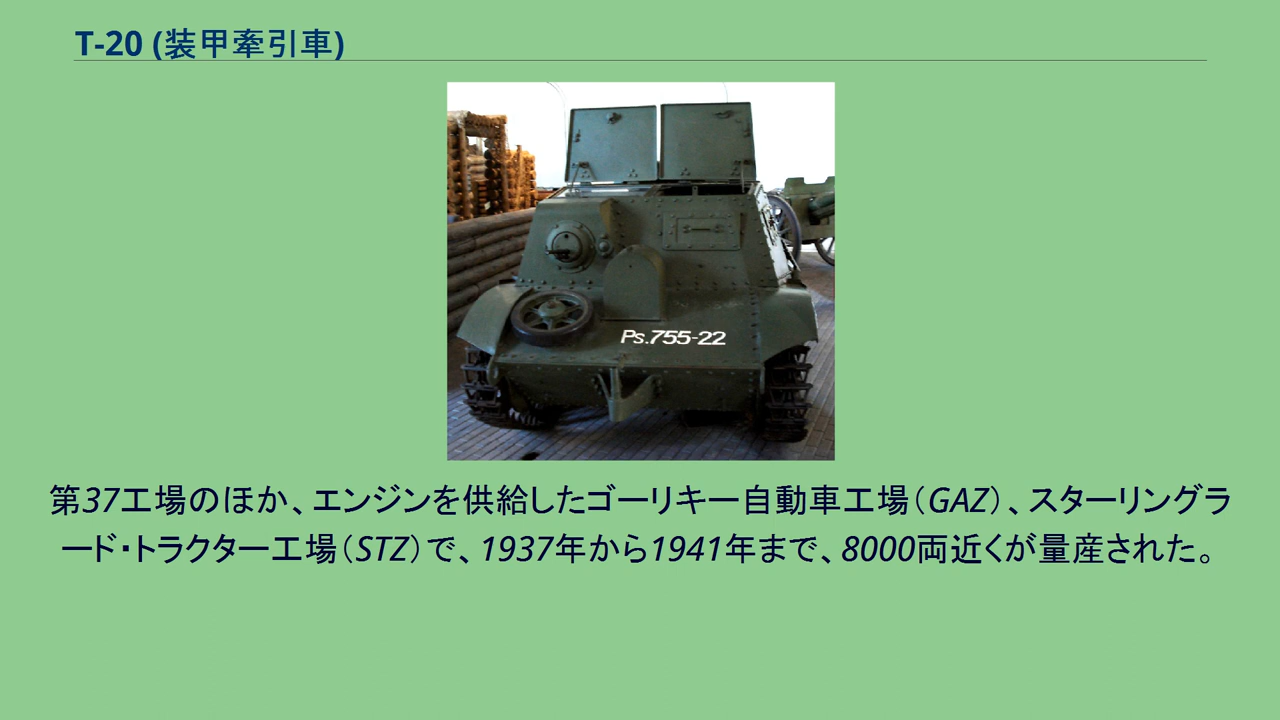 T-20 (装甲牽引車)
Ps.755-22
第37工場のほか、エンジンを供給したゴーリキー自動車工場（GAZ）、スターリングラ
ード・トラクター工場（STZ）で、1937年から1941年まで、8000両近くが量産された。